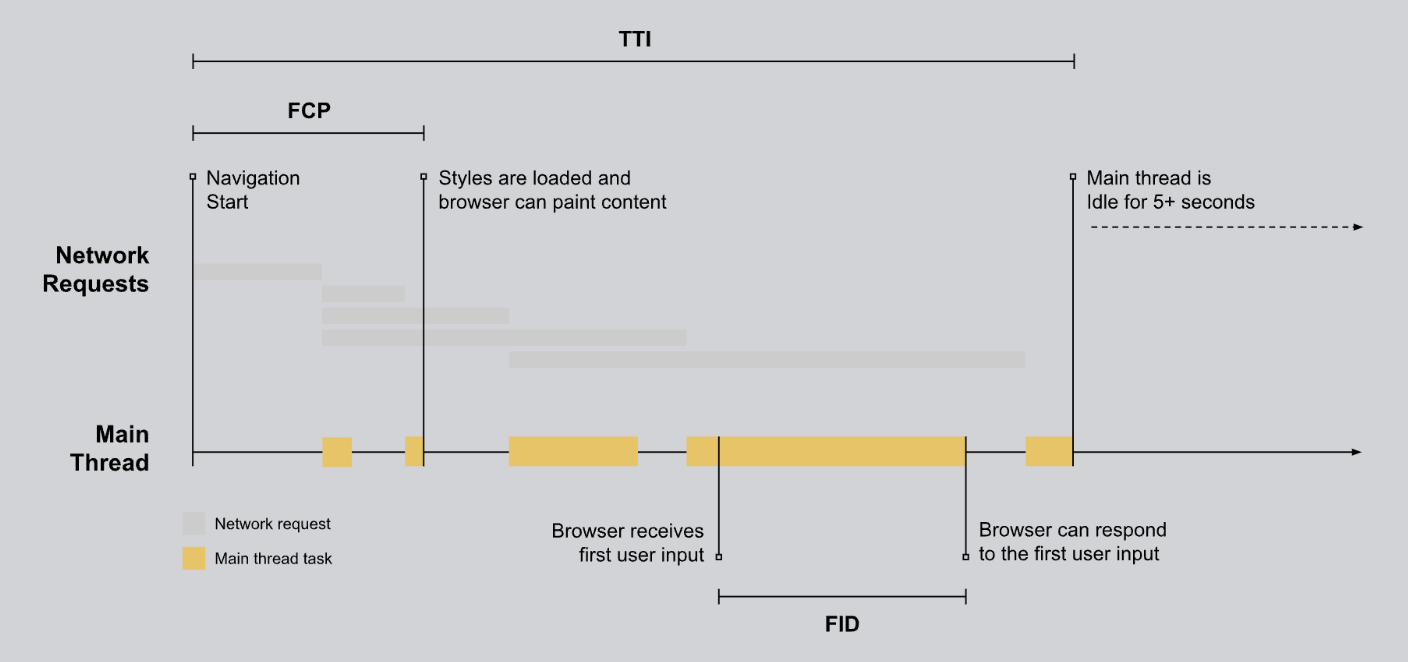 TTI
FCP
Navigation
Start
Styles are loaded and
browser can paint content
Main thread is
Idle for 5+ seconds
Network
Requests
Main
Thread
Network request
Main thread task
Browser receives
first user input
Browser can respond
to the first user input
FID